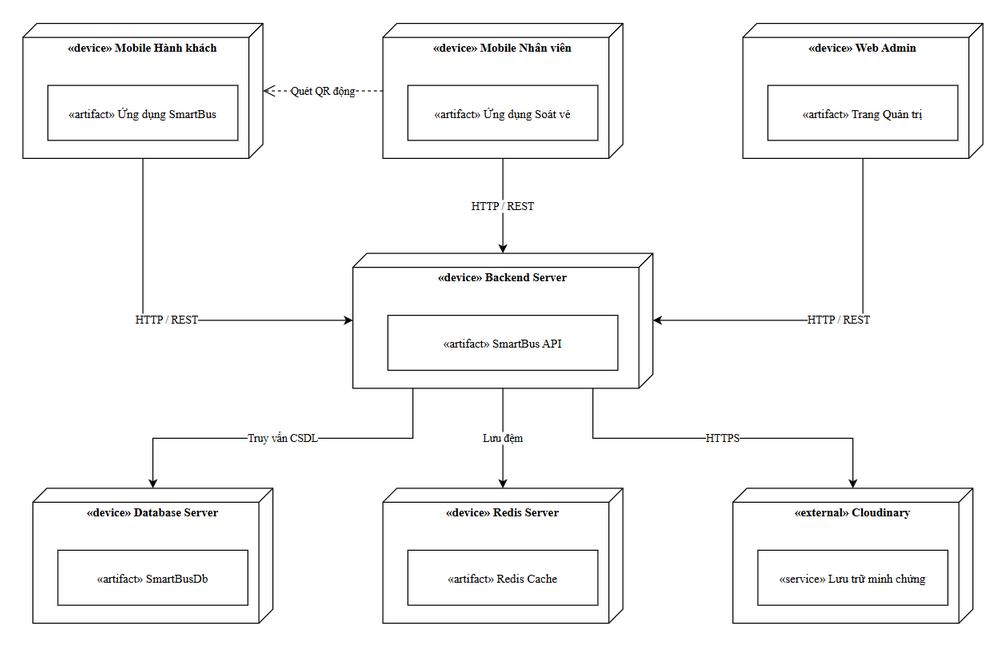 «device» Mobile Hành khách
«artifact» Ứng dụng SmartBus
Quét QR động
«device» Mobile Nhân viên
«artifact» Ứng dụng Soát vé
«device» Web Admin
«artifact» Trang Quản trị
HTTP / REST
HTTP / REST
HTTP / REST
«device» Backend Server
«artifact» SmartBus API
Truy vấn CSDL
Lưu đệm
HTTPS
«device» Database Server
«artifact» SmartBusDb
«device» Redis Server
«artifact» Redis Cache
«external» Cloudinary
«service» Lưu trữ minh chứng